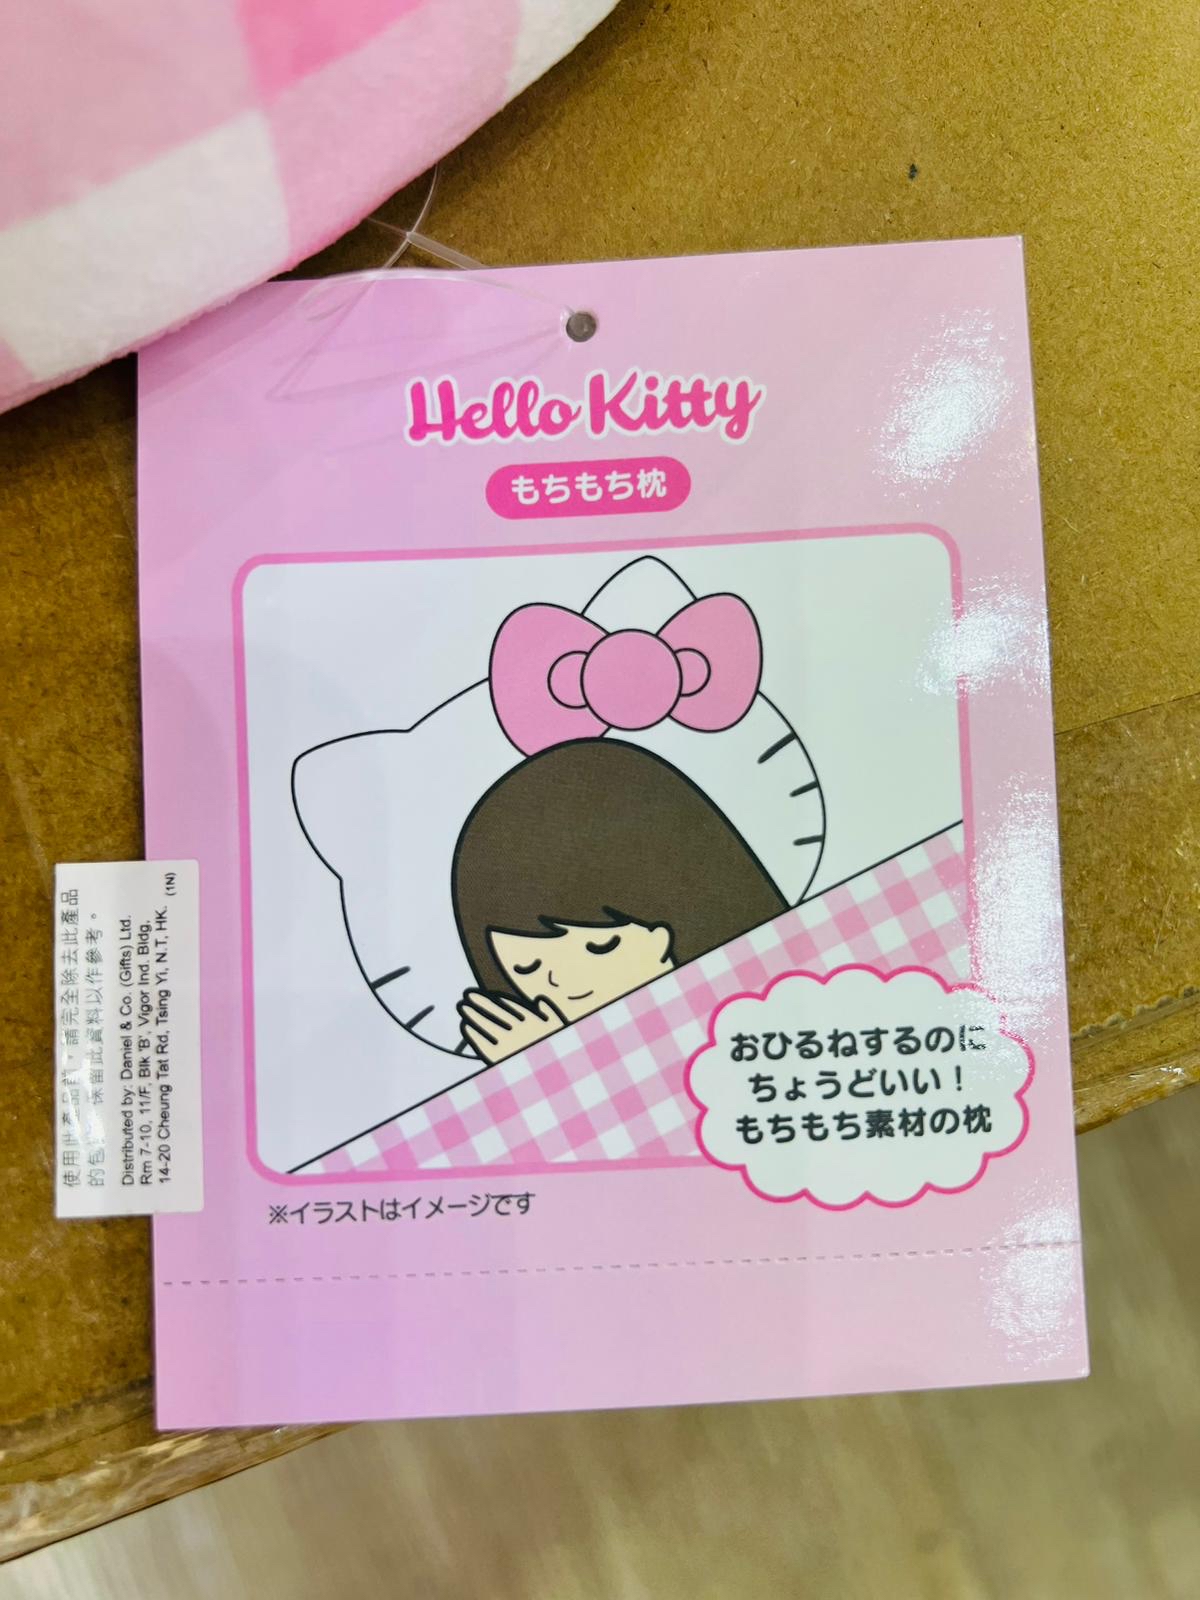 Hello Kitty
もちもち枕
おひるねするのに
ちょうどいい！
もちもち素材の枕
※イラストはイメージです
使用此產品前，請完全除去此產品
的包 保留此資料以作參考。
Distributed by: Daniel & Co. (Gifts) Ltd.
Rm 7-10, 11/F, Blk 'B', Vigor Ind. Bldg,
14-20 Cheung Tat Rd, Tsing Yi, N.T, HK.
(1N)